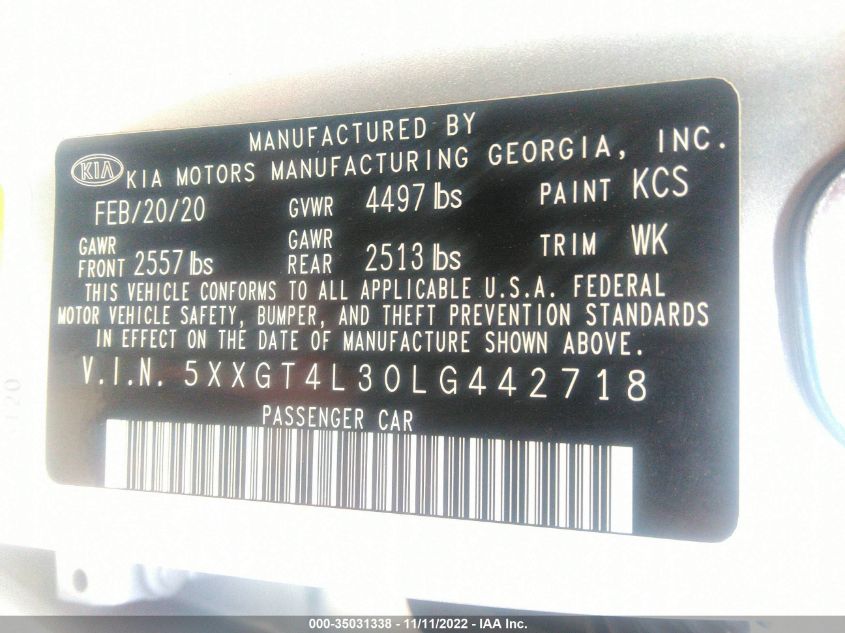 MANUFACTURED BY
KIA KIA MOTORS MANUFACTURING GEORGIA, INC.
FEB/20/20 GVWR 4497 lbs PAINT KCS
GAWR FRONT 2557 lbs GAWR REAR 2513 lbs TRIM WK
THIS VEHICLE CONFORMS TO ALL APPLICABLE U.S.A. FEDERAL
MOTOR VEHICLE SAFETY, BUMPER, AND THEFT PREVENTION STANDARDS
IN EFFECT ON THE DATE OF MANUFACTURE SHOWN ABOVE.
V.I.N. 5XXGT4L30LG442718
PASSENGER CAR
000-35031338 - 11/11/2022 - IAA Inc.